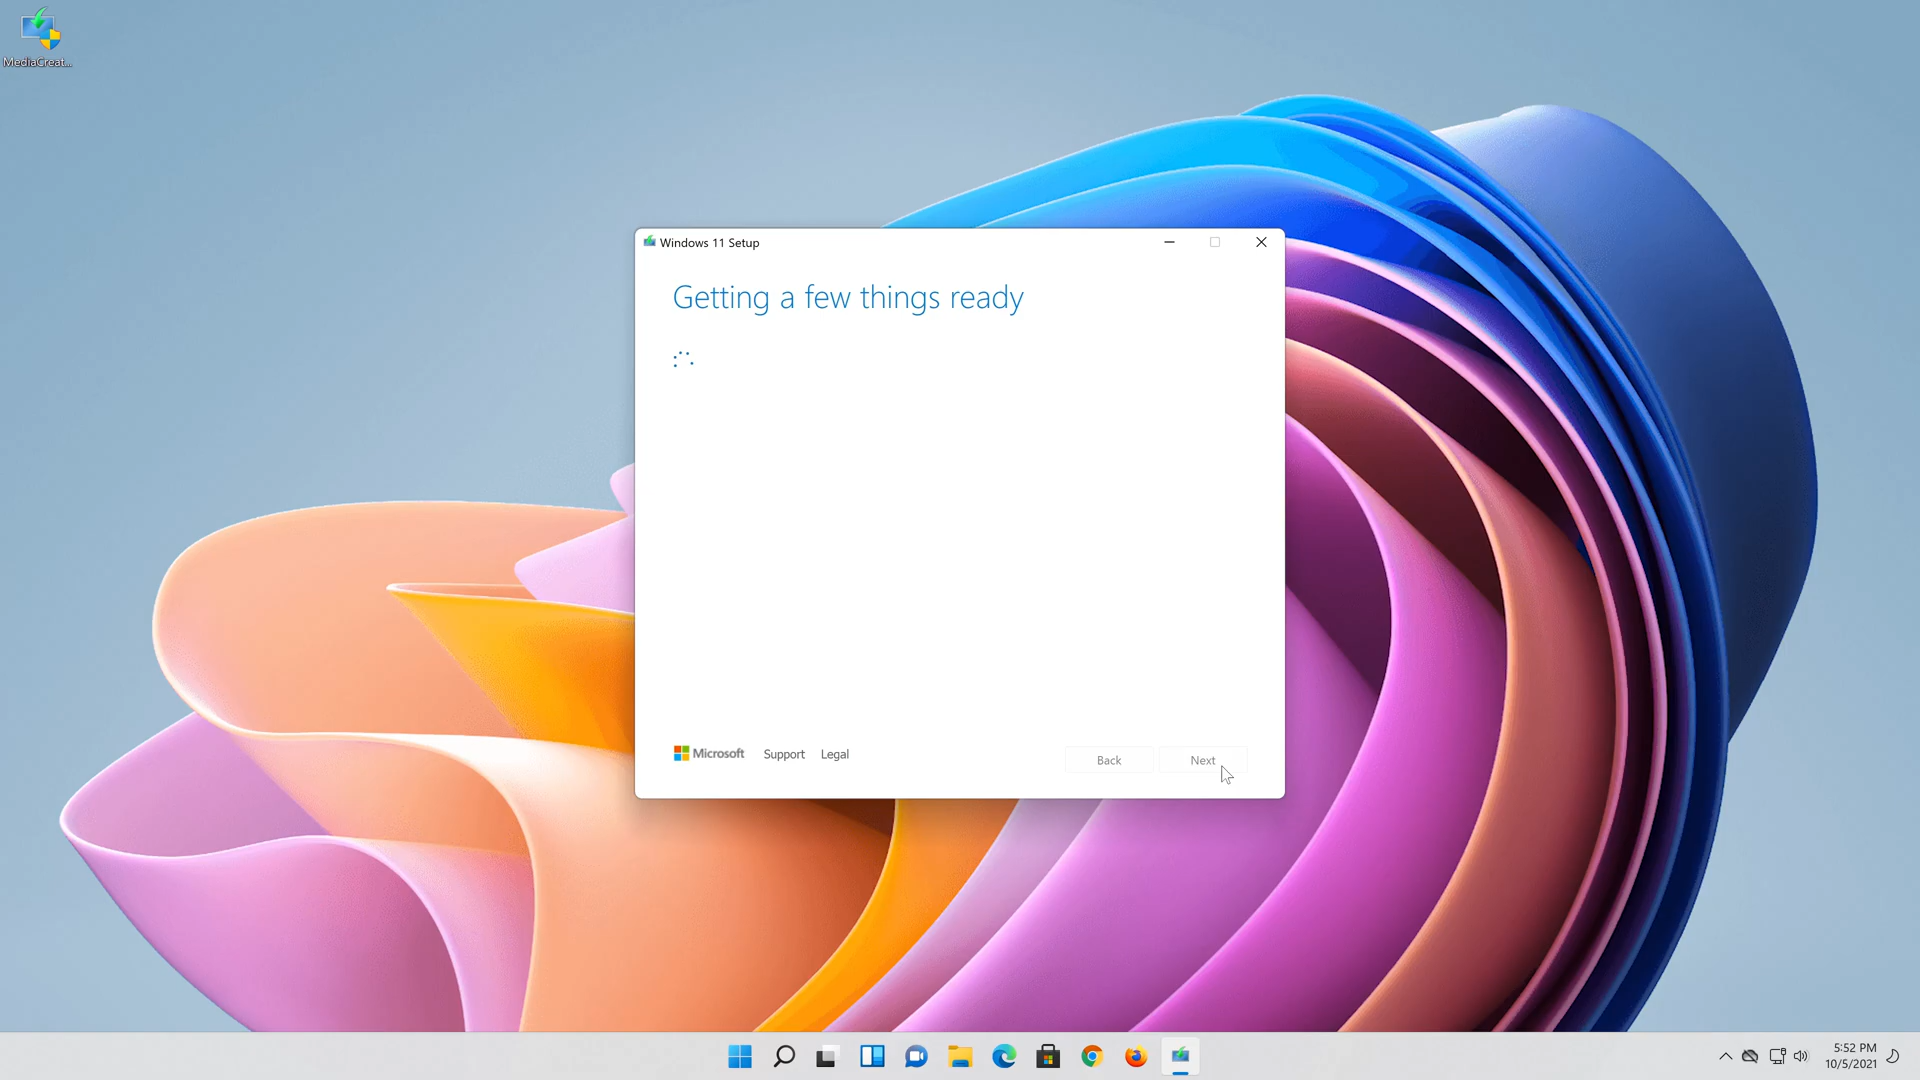 MediaCreat...
Windows 11 Setup
Getting a few things ready
Microsoft
Support
Legal
Back
Next
5:52 PM
10/5/2021